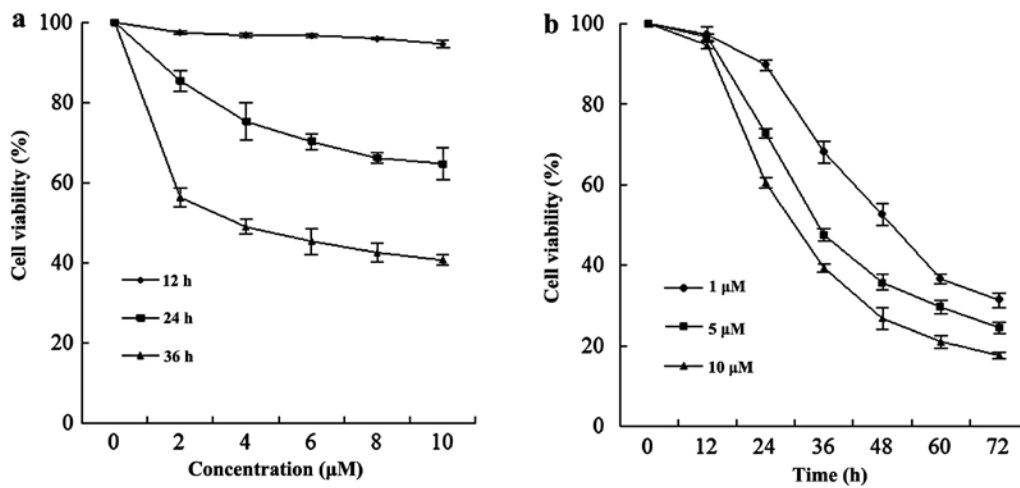 a
100
80
60
40
20
0
Cell viability (%)
12 h
24 h
36 h
0 2 4 6 8 10
Concentration (μM)
b
100
80
60
40
20
0
Cell viability (%)
1 μM
5 μM
10 μM
0 12 24 36 48 60 72
Time (h)